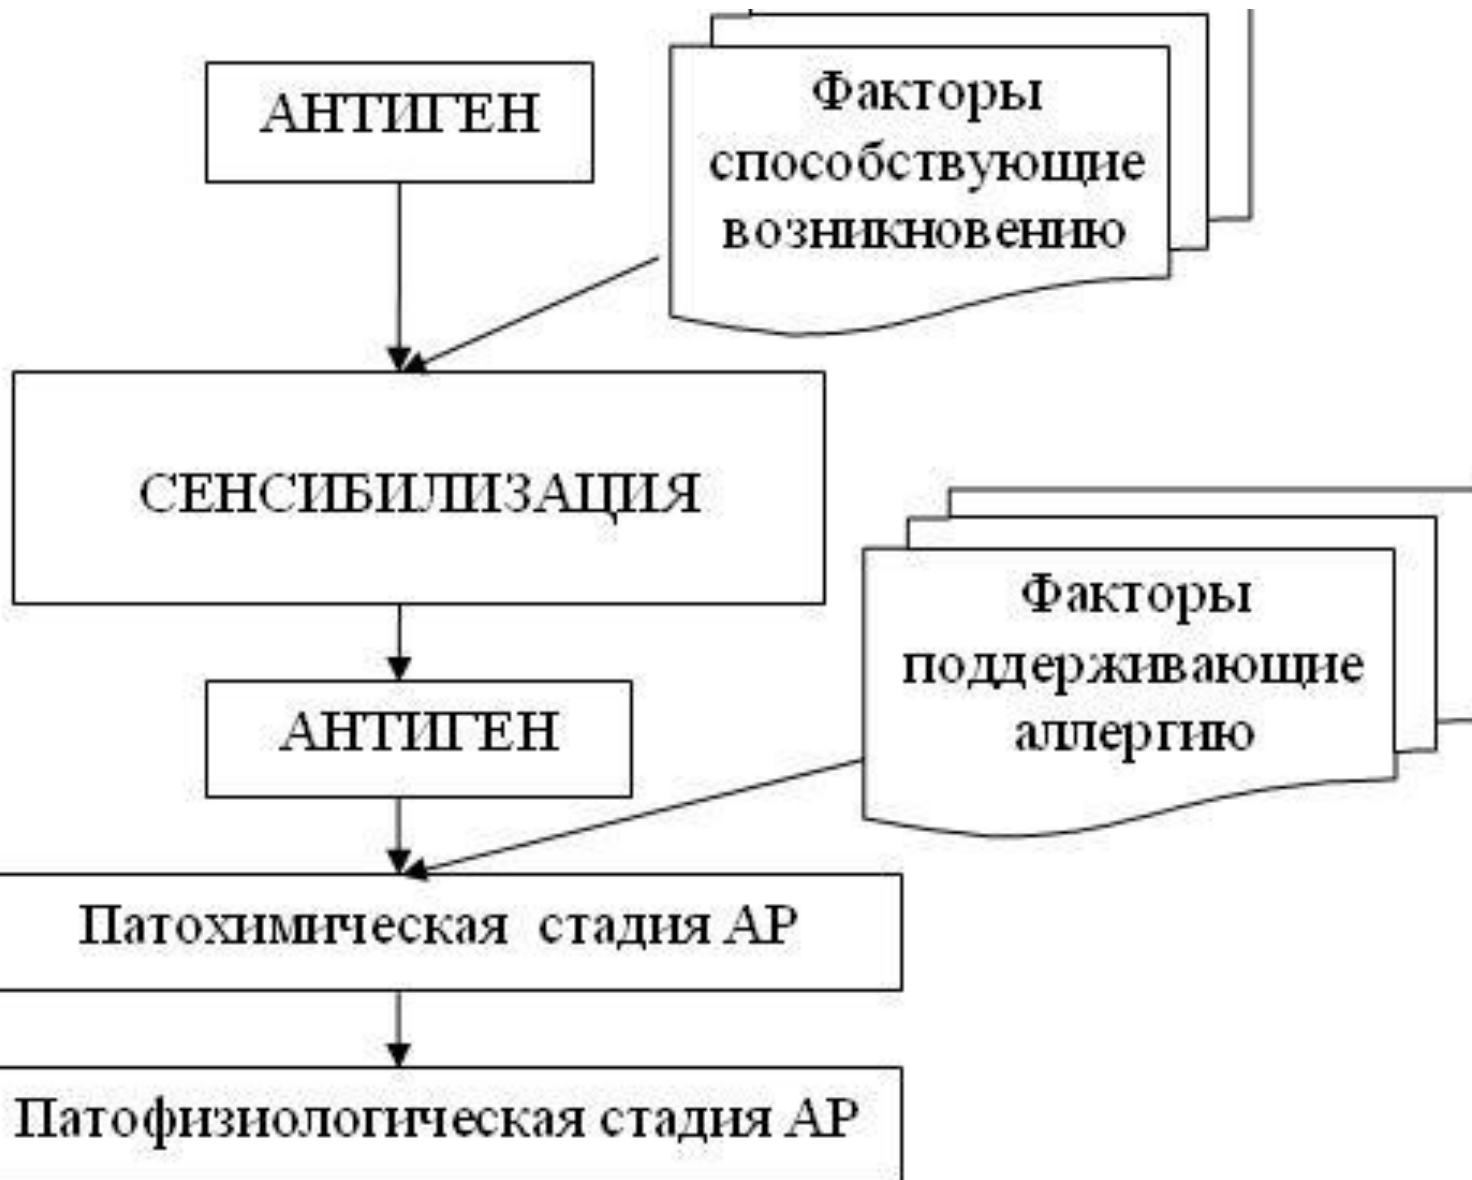 АНТИГЕН
Факторы
способствующие
возникновению
СЕНСИБИЛИЗАЦИЯ
АНТИГЕН
Факторы
поддерживающие
аллергию
Патохимическая стадия АР
Патофизиологическая стадия АР